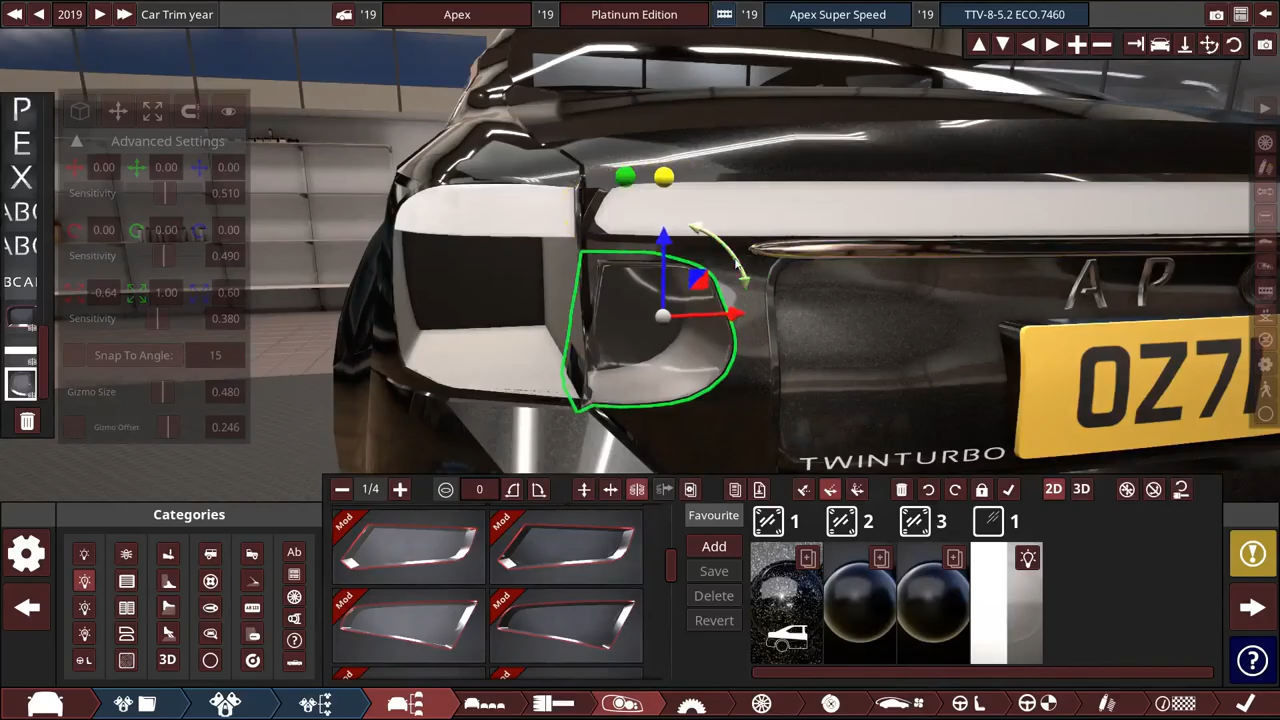 2019 Car Trim year '19 Apex '19 Platinum Edition '19 Apex Super Speed '19 TTV-8-5.2 ECO.7460
P
E
X
ABC
ABC
BCA
Advanced Settings
0.00 0.00 0.00
Sensitivity 0.510
0.00 0.00 0.00
Sensitivity 0.490
-0.64 1.00 0.60
Sensitivity 0.380
Snap To Angle: 15
Gizmo Size 0.480
Gizmo Offset 0.246
A P
OZ7
TWINTURBO
1/4 0 2D 3D
Categories
Ab
3D
Mod Mod
Mod Mod
Favourite
Add
Save
Delete
Revert
1 2 3 1